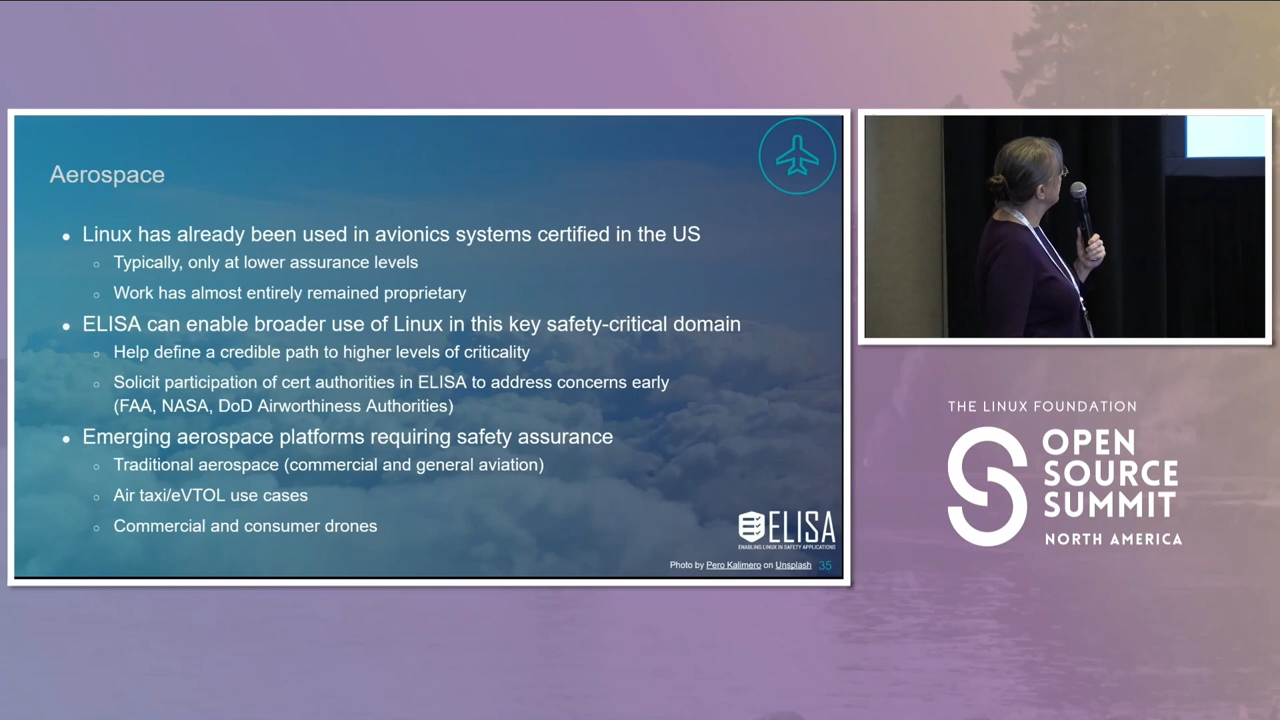 Aerospace
● Linux has already been used in avionics systems certified in the US
○ Typically, only at lower assurance levels
○ Work has almost entirely remained proprietary
● ELISA can enable broader use of Linux in this key safety-critical domain
○ Help define a credible path to higher levels of criticality
○ Solicit participation of cert authorities in ELISA to address concerns early
(FAA, NASA, DoD Airworthiness Authorities)
● Emerging aerospace platforms requiring safety assurance
○ Traditional aerospace (commercial and general aviation)
○ Air taxi/eVTOL use cases
○ Commercial and consumer drones
ELISA
ENABLING LINUX IN SAFETY APPLICATIONS
Photo by Pero Kalimero on Unsplash 35
THE LINUX FOUNDATION
OPEN
SOURCE
SUMMIT
NORTH AMERICA